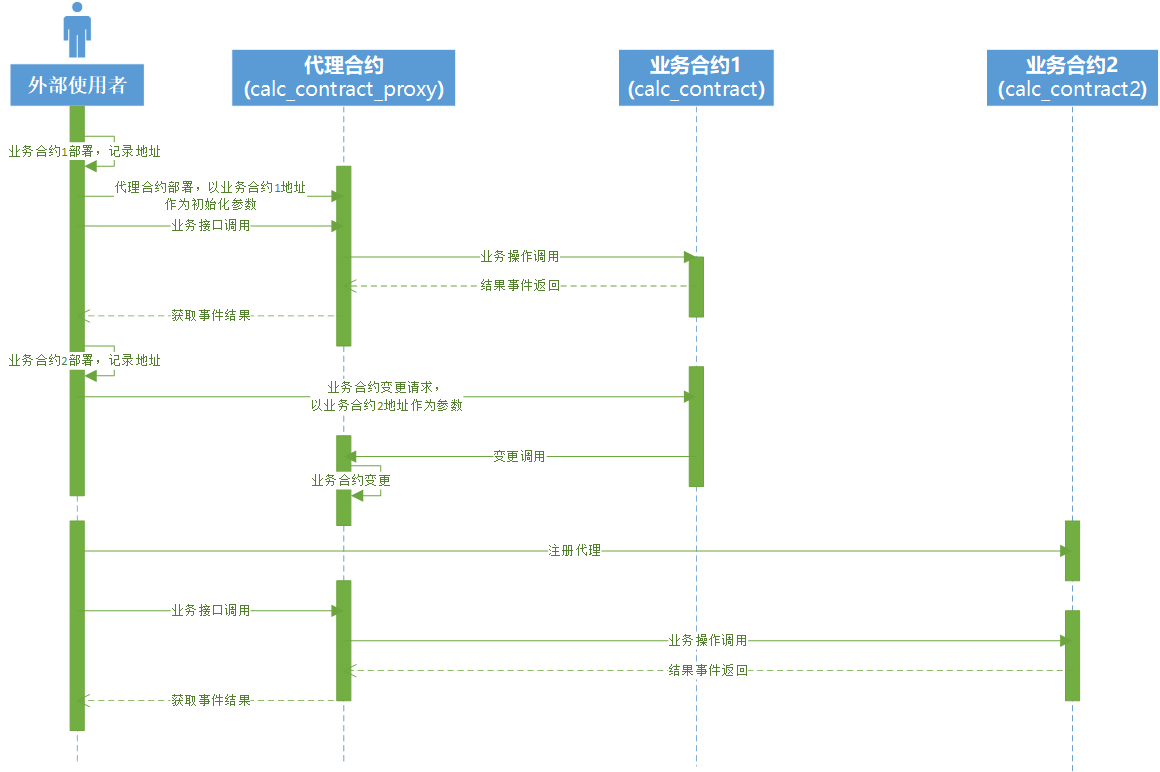 外部使用者
代理合约
(calc_contract_proxy)
业务合约1
(calc_contract)
业务合约2
(calc_contract2)
业务合约1部署，记录地址
代理合约部署，以业务合约1地址
作为初始化参数
业务接口调用
业务操作调用
结果事件返回
获取事件结果
业务合约2部署，记录地址
业务合约变更请求，
以业务合约2地址作为参数
变更调用
业务合约变更
注册代理
业务接口调用
业务操作调用
结果事件返回
获取事件结果